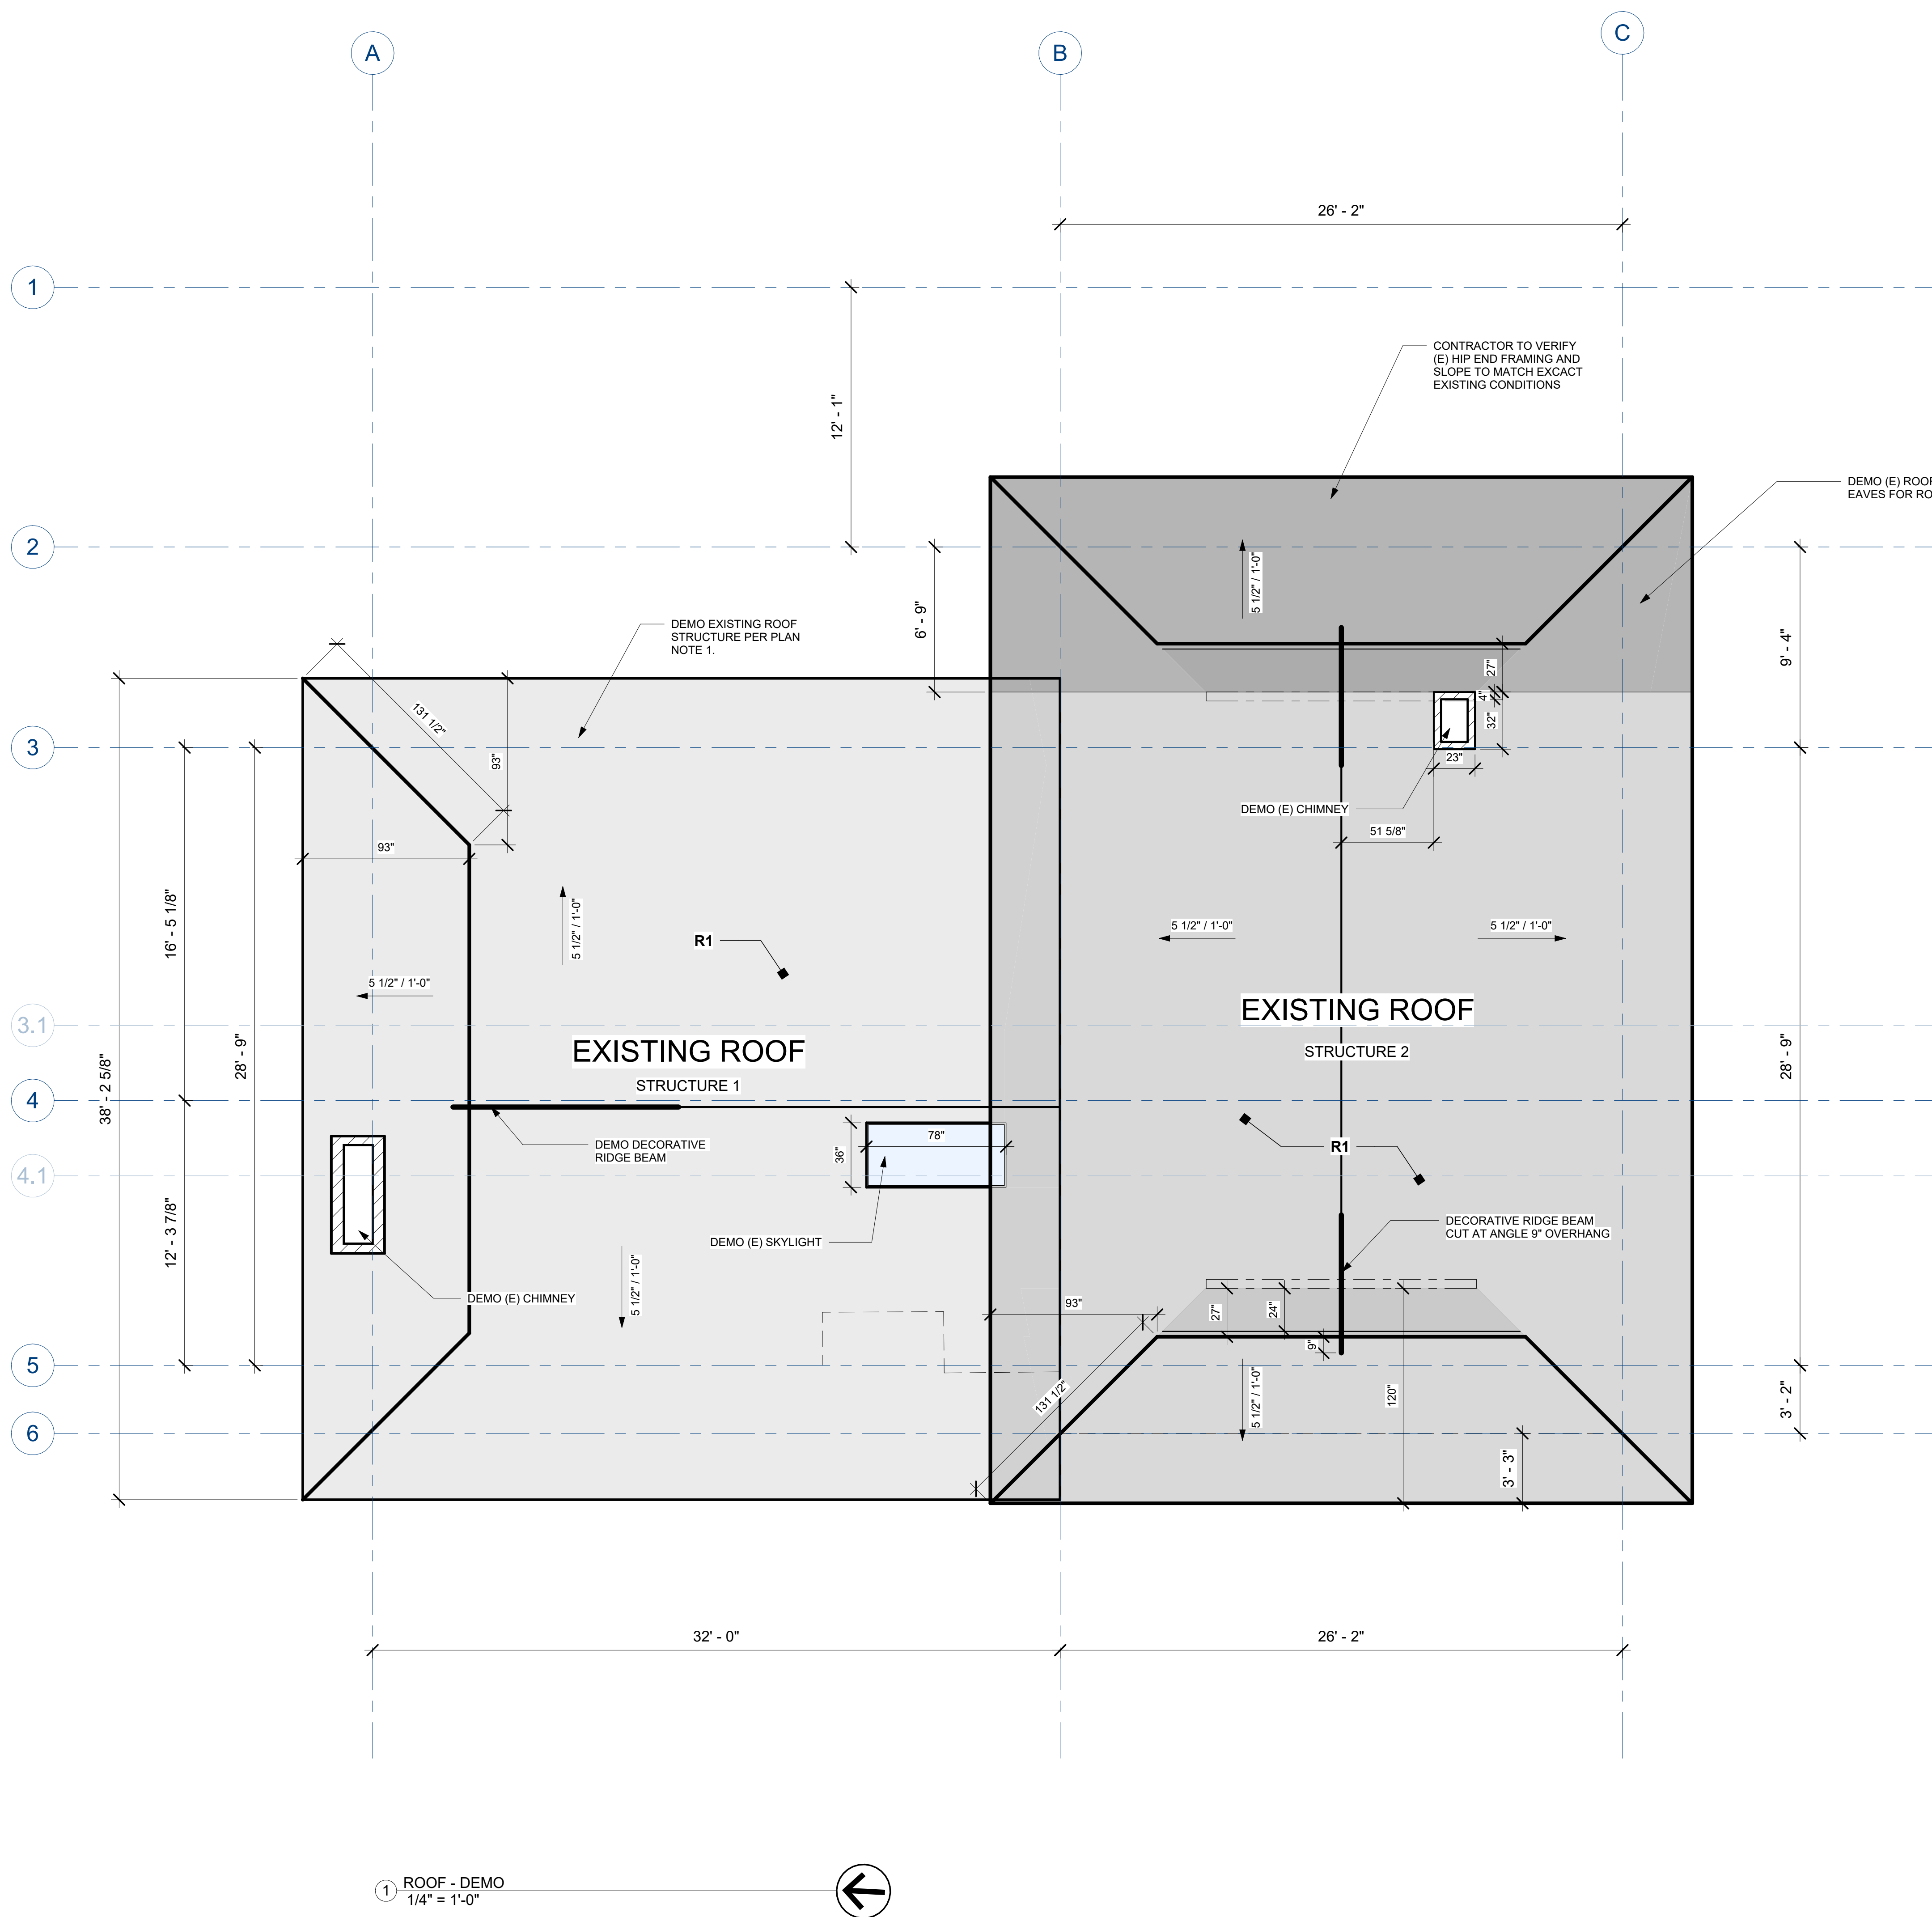 A
B
C
26' - 2"
1
12' - 1"
CONTRACTOR TO VERIFY
(E) HIP END FRAMING AND
SLOPE TO MATCH EXCACT
EXISTING CONDITIONS
DEMO (E) ROOF
EAVES FOR RO
2
5 1/2" / 1'-0"
6' - 9"
9' - 4"
DEMO EXISTING ROOF
STRUCTURE PER PLAN
NOTE 1.
27"
4"
32"
131 1/2"
93"
3
23"
DEMO (E) CHIMNEY
51 5/8"
93"
16' - 5 1/8"
5 1/2" / 1'-0"
R1
5 1/2" / 1'-0"
5 1/2" / 1'-0"
5 1/2" / 1'-0"
EXISTING ROOF
STRUCTURE 2
3.1
EXISTING ROOF
STRUCTURE 1
38' - 2 5/8"
28' - 9"
28' - 9"
4
DEMO DECORATIVE
RIDGE BEAM
78"
36"
R1
4.1
12' - 3 7/8"
DEMO (E) SKYLIGHT
DECORATIVE RIDGE BEAM
CUT AT ANGLE 9" OVERHANG
5 1/2" / 1'-0"
DEMO (E) CHIMNEY
93"
27"
24"
9"
5
131 1/2"
5 1/2" / 1'-0"
120"
3' - 2"
6
3' - 3"
32' - 0"
26' - 2"
1
ROOF - DEMO
1/4" = 1'-0"